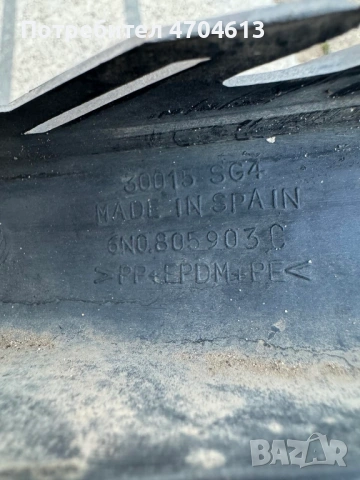 Потребител 4704613
30015 SG4
MADE IN SPAIN
6N0.805903 C
>PP+EPDM+PE<
BAZAR